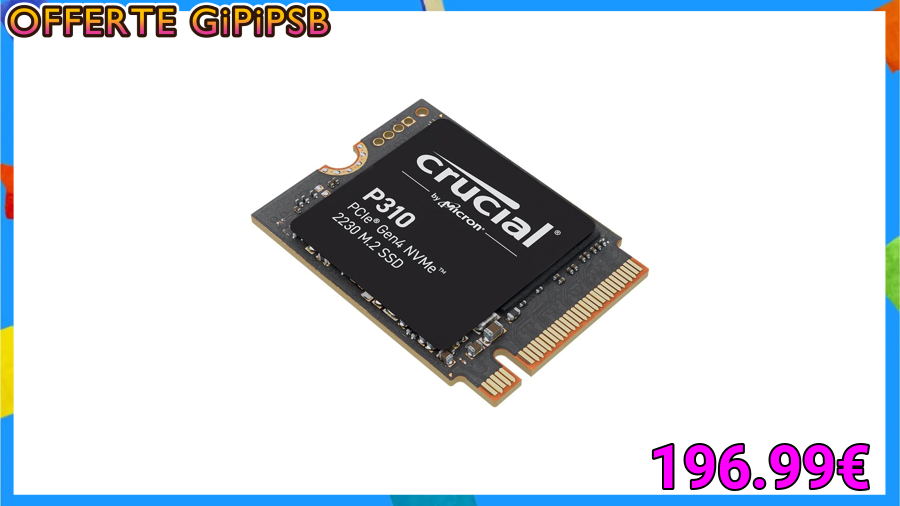 OFFERTE GiPiPSB
crucial®
by Micron®
P310
PCIe® Gen4 NVMe™
2230 M.2 SSD
196.99€